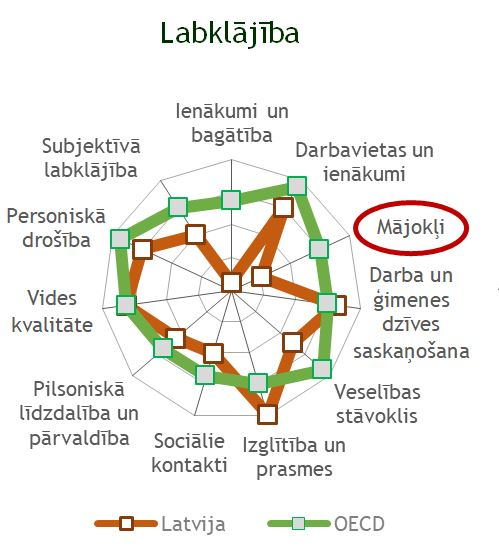 Labklājība
Ienākumi un
bagātība
Darbavietas un
ienākumi
Mājokļi
Darba un
ģimenes
dzīves
saskaņošana
Veselības
stāvoklis
Izglītība un
prasmes
Sociālie
kontakti
Pilsoniskā
līdzdalība un
pārvaldība
Vides
kvalitāte
Personiskā
drošība
Subjektīvā
labklājība
Latvija
OECD